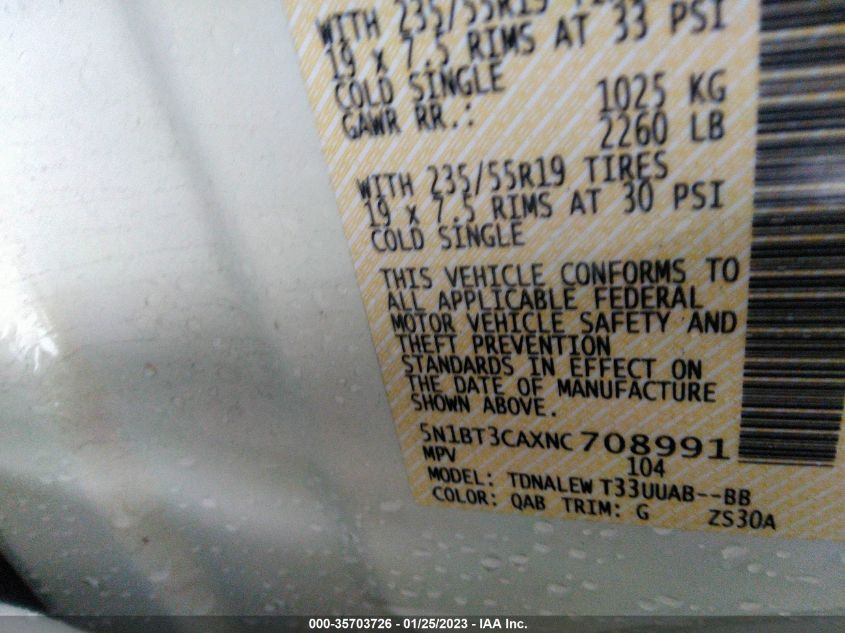 WITH 235/55R19 TIRES
19 x 7.5 RIMS AT 33 PSI
COLD SINGLE
1025 KG
GAWR RR.:
2260 LB
WITH 235/55R19 TIRES
19 x 7.5 RIMS AT 30 PSI
COLD SINGLE
THIS VEHICLE CONFORMS TO
ALL APPLICABLE FEDERAL
MOTOR VEHICLE SAFETY AND
THEFT PREVENTION
STANDARDS IN EFFECT ON
THE DATE OF MANUFACTURE
SHOWN ABOVE.
5N1BT3CAXNC 708991
MPV 104
MODEL: TDNALEW T33UUAB--BB
COLOR: QAB TRIM: G ZS30A
000-35703726 - 01/25/2023 - IAA Inc.